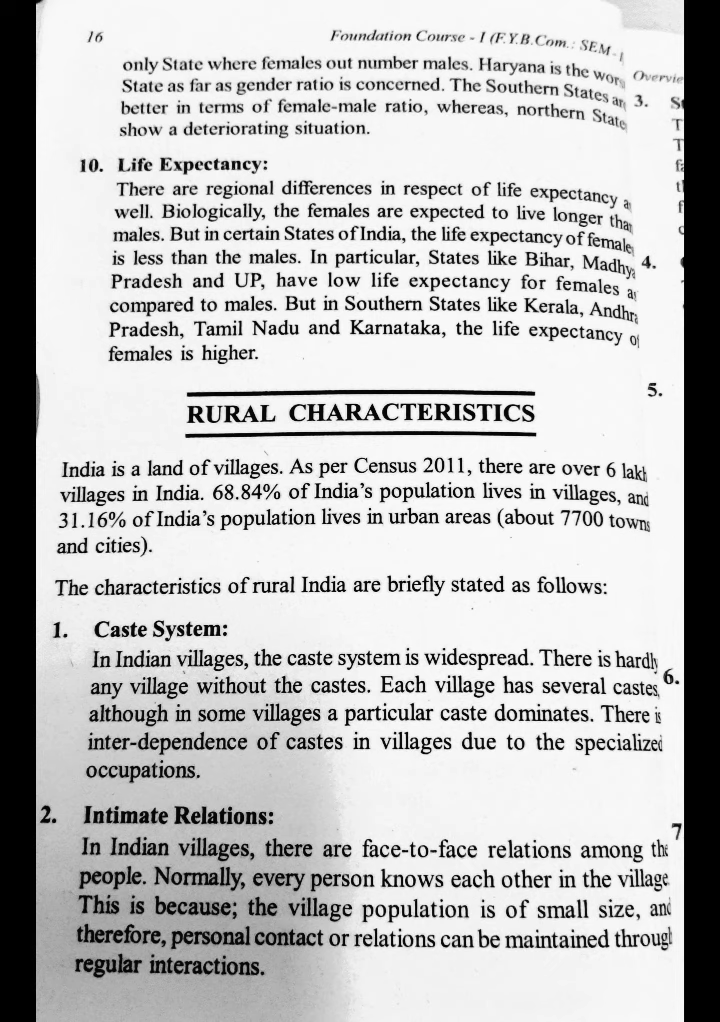 16
Foundation Course - I (F.Y.B.Com.: SEM - I
only State where females out number males. Haryana is the wor
State as far as gender ratio is concerned. The Southern States ar
better in terms of female-male ratio, whereas, northern State
show a deteriorating situation.
10. Life Expectancy:
There are regional differences in respect of life expectancy a
well. Biologically, the females are expected to live longer tha
males. But in certain States of India, the life expectancy of female
is less than the males. In particular, States like Bihar, Madhya
Pradesh and UP, have low life expectancy for females a
compared to males. But in Southern States like Kerala, Andhra
Pradesh, Tamil Nadu and Karnataka, the life expectancy of
females is higher.
RURAL CHARACTERISTICS
India is a land of villages. As per Census 2011, there are over 6 lakh
villages in India. 68.84% of India's population lives in villages, and
31.16% of India's population lives in urban areas (about 7700 towns
and cities).
The characteristics of rural India are briefly stated as follows:
1. Caste System:
In Indian villages, the caste system is widespread. There is hardly
any village without the castes. Each village has several castes,
although in some villages a particular caste dominates. There is
inter-dependence of castes in villages due to the specialized
occupations.
2. Intimate Relations:
In Indian villages, there are face-to-face relations among the
people. Normally, every person knows each other in the village.
This is because; the village population is of small size, and
therefore, personal contact or relations can be maintained through
regular interactions.
Overvie
3.
4.
5.
6.
7